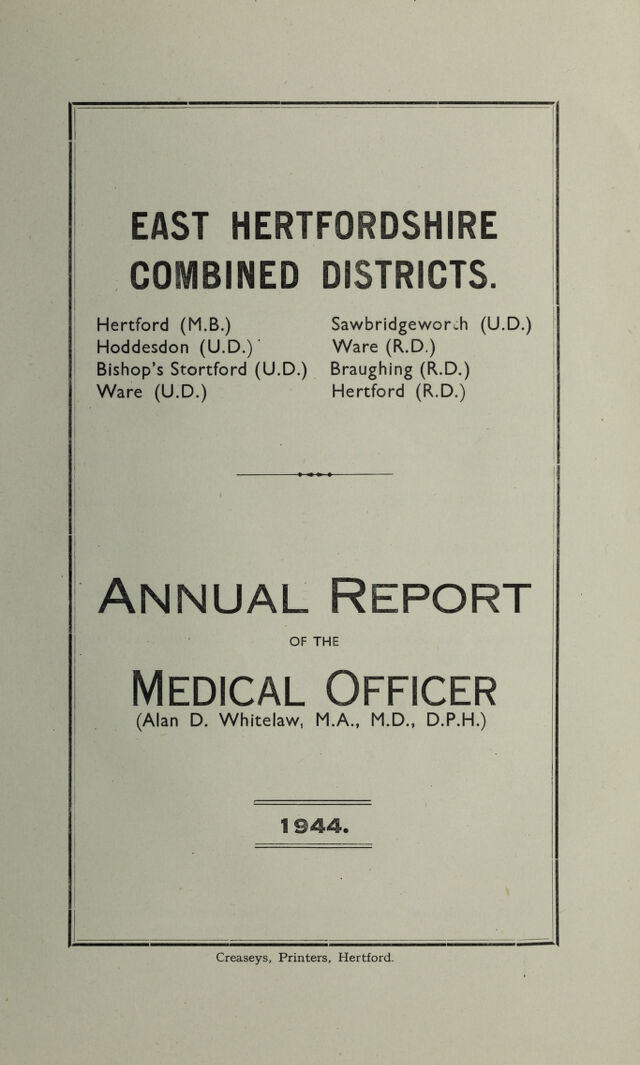 EAST HERTFORDSHIRE
COMBINED DISTRICTS.
Hertford (M.B.)
Hoddesdon (U.D.)
Bishop's Stortford (U.D.)
Ware (U.D.)
Sawbridgeworth (U.D.)
Ware (R.D.)
Braughing (R.D.)
Hertford (R.D.)
ANNUAL REPORT
OF THE
MEDICAL OFFICER
(Alan D. Whitelaw, M.A., M.D., D.P.H.)
1944.
Creaseys, Printers, Hertford.